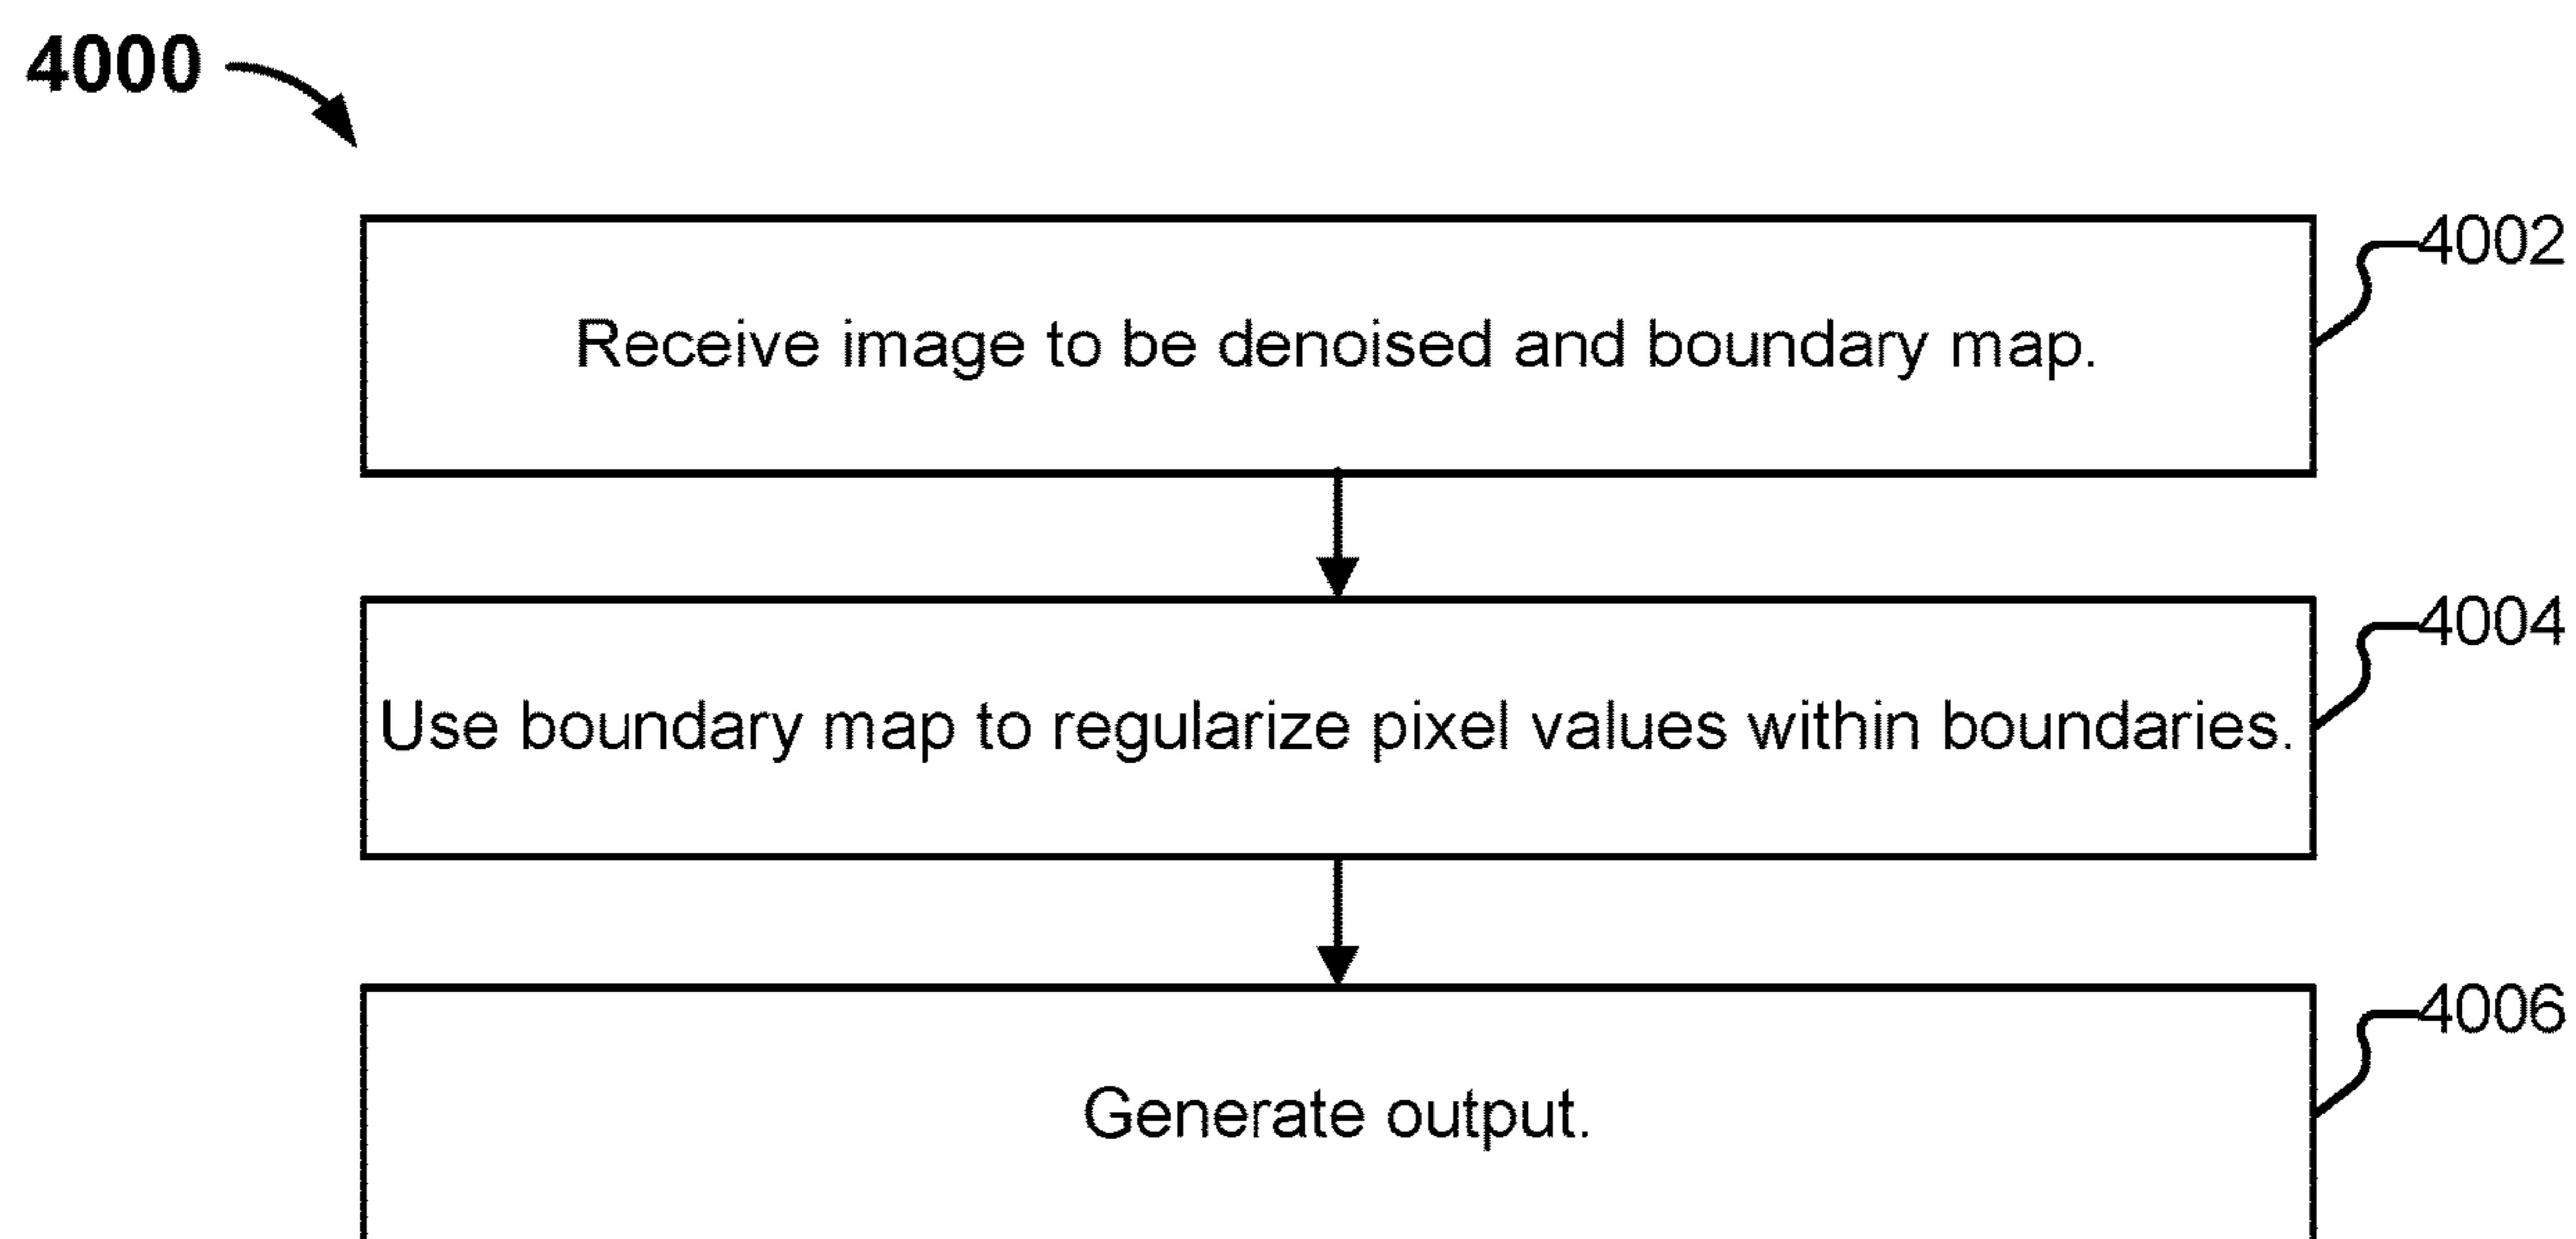 4000
4002
Receive image to be denoised and boundary map.
4004
Use boundary map to regularize pixel values within boundaries.
4006
Generate output.